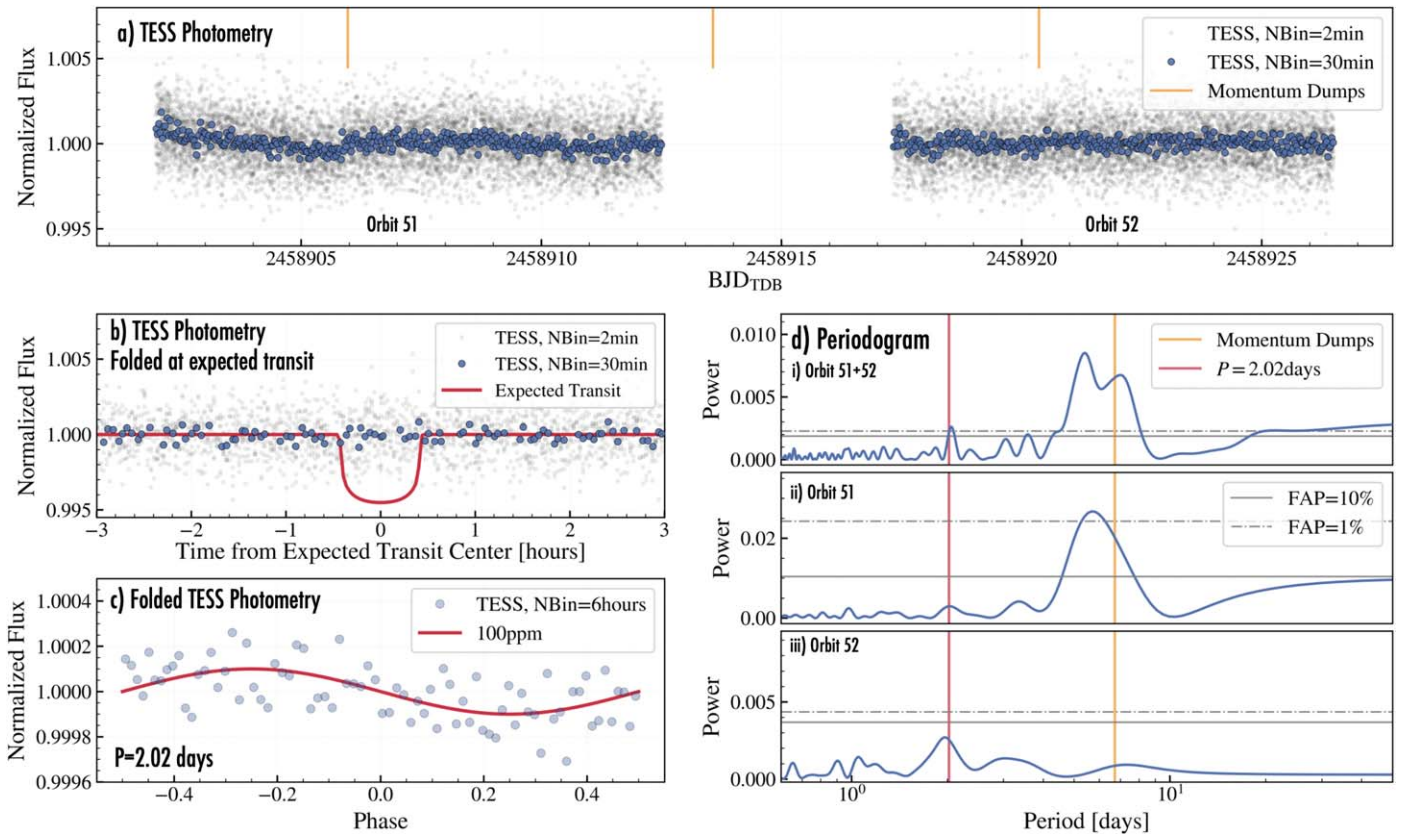 a) TESS Photometry
TESS, NBin=2min
TESS, NBin=30min
Momentum Dumps
Normalized Flux
1.005
1.000
0.995
Orbit 51
Orbit 52
2458905
2458910
2458915
2458920
2458925
BJD_TDB
b) TESS Photometry
Folded at expected transit
TESS, NBin=2min
TESS, NBin=30min
Expected Transit
Normalized Flux
1.005
1.000
0.995
−3
−2
−1
0
1
2
3
Time from Expected Transit Center [hours]
c) Folded TESS Photometry
TESS, NBin=6hours
100ppm
Normalized Flux
1.0004
1.0002
1.0000
0.9998
0.9996
P=2.02 days
−0.4
−0.2
0.0
0.2
0.4
Phase
d) Periodogram
i) Orbit 51+52
Momentum Dumps
P = 2.02days
Power
0.010
0.005
0.000
ii) Orbit 51
FAP=10%
FAP=1%
Power
0.02
0.00
iii) Orbit 52
Power
0.005
0.000
10⁰
10¹
Period [days]